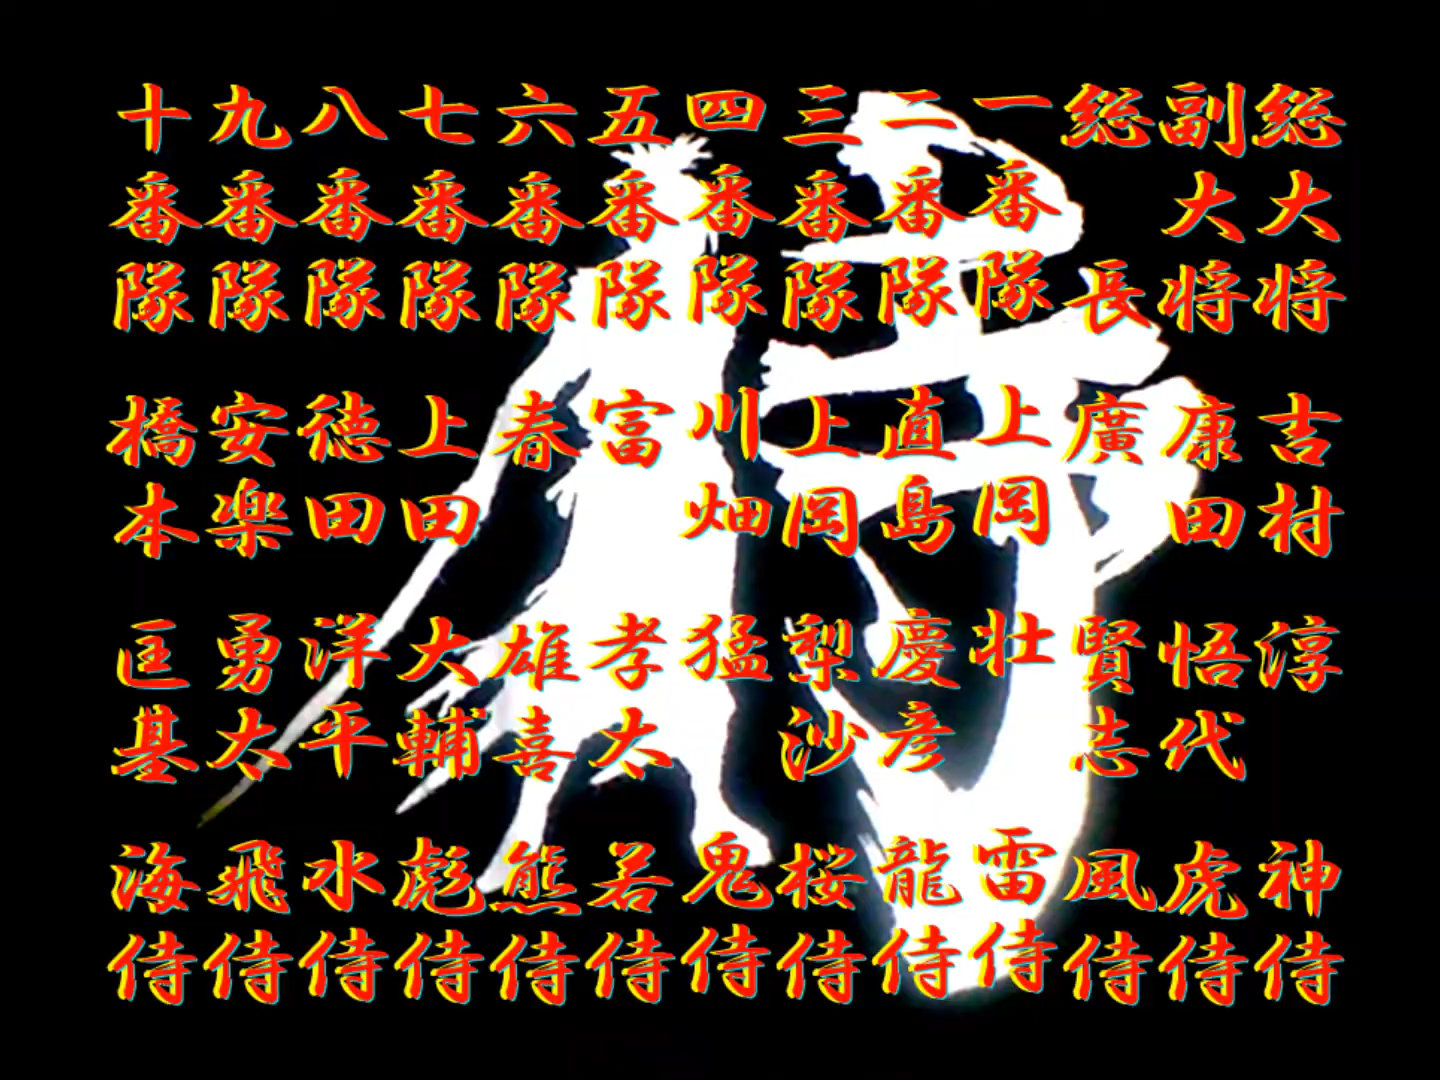 総大将 吉村 淳 神侍
副大将 康田 悟代 虎侍
総長 廣 賢志 風侍
一番隊 上岡 壮 雷侍
二番隊 直島 慶彦 龍侍
三番隊 上岡 梨沙 桜侍
四番隊 川畑 猛 鬼侍
五番隊 富 孝太 若侍
六番隊 春 雄喜 熊侍
七番隊 上田 大輔 彪侍
八番隊 徳田 洋平 水侍
九番隊 安楽 勇太 飛侍
十番隊 橋本 匡基 海侍